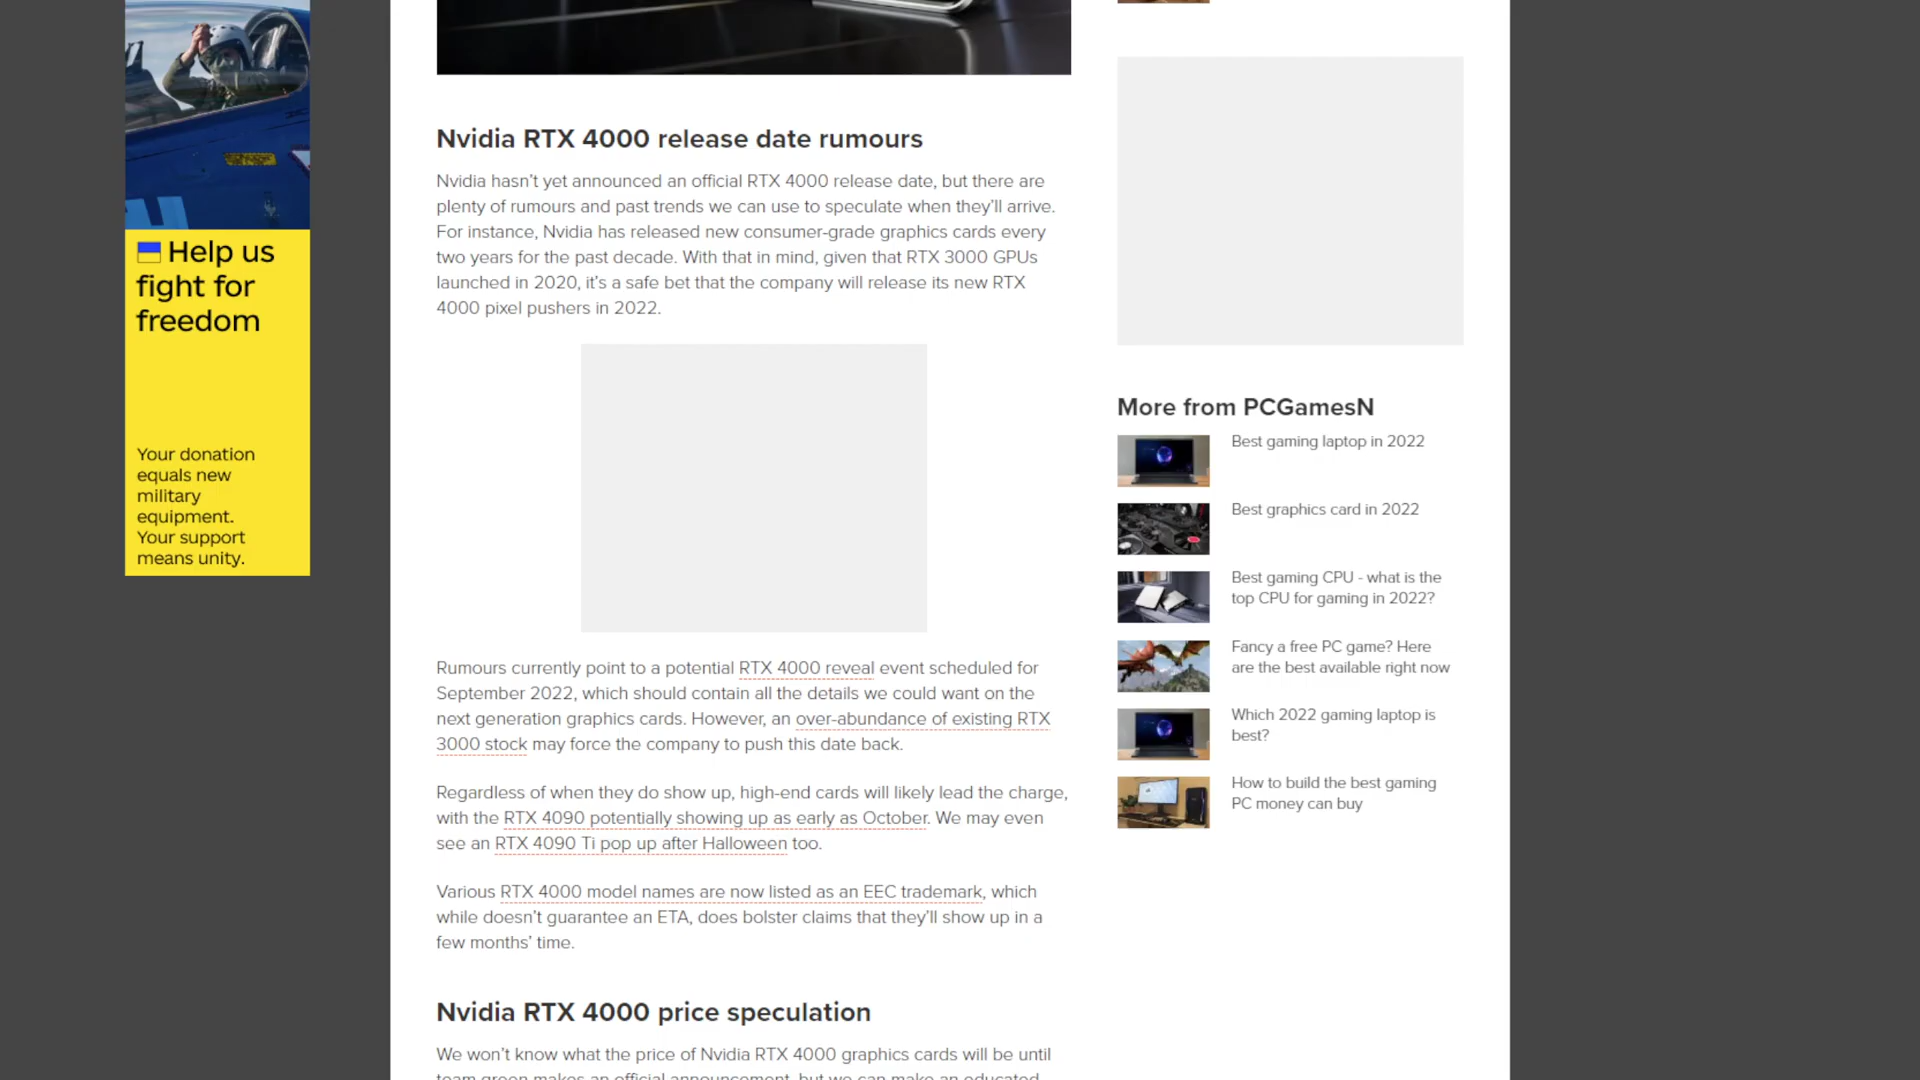 Help us
fight for
freedom
Your donation
equals new
military
equipment.
Your support
means unity.
Nvidia RTX 4000 release date rumours
Nvidia hasn't yet announced an official RTX 4000 release date, but there are
plenty of rumours and past trends we can use to speculate when they'll arrive.
For instance, Nvidia has released new consumer-grade graphics cards every
two years for the past decade. With that in mind, given that RTX 3000 GPUs
launched in 2020, it's a safe bet that the company will release its new RTX
4000 pixel pushers in 2022.
Rumours currently point to a potential RTX 4000 reveal event scheduled for
September 2022, which should contain all the details we could want on the
next generation graphics cards. However, an over-abundance of existing RTX
3000 stock may force the company to push this date back.
Regardless of when they do show up, high-end cards will likely lead the charge,
with the RTX 4090 potentially showing up as early as October. We may even
see an RTX 4090 Ti pop up after Halloween too.
Various RTX 4000 model names are now listed as an EEC trademark, which
while doesn't guarantee an ETA, does bolster claims that they'll show up in a
few months' time.
Nvidia RTX 4000 price speculation
We won't know what the price of Nvidia RTX 4000 graphics cards will be until
team green makes an official announcement, but we can make an educated
More from PCGamesN
Best gaming laptop in 2022
Best graphics card in 2022
Best gaming CPU - what is the
top CPU for gaming in 2022?
Fancy a free PC game? Here
are the best available right now
Which 2022 gaming laptop is
best?
How to build the best gaming
PC money can buy